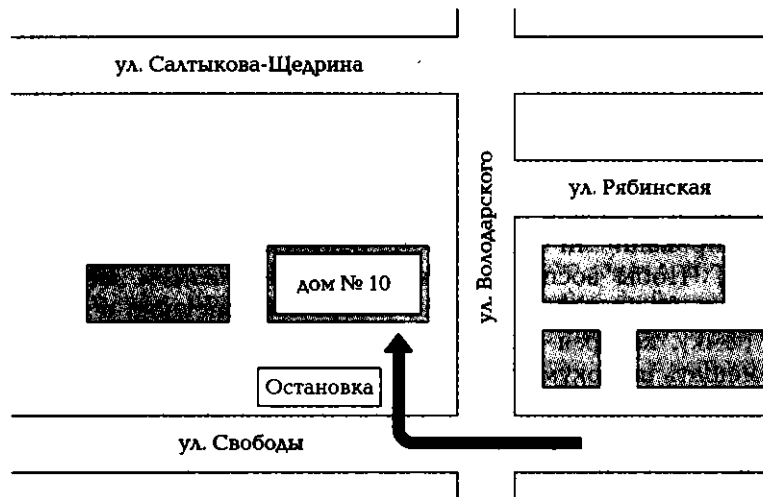 ул. Салтыкова-Щедрина
ул. Володарского
ул. Рябинская
дом № 10
Остановка
ул. Свободы